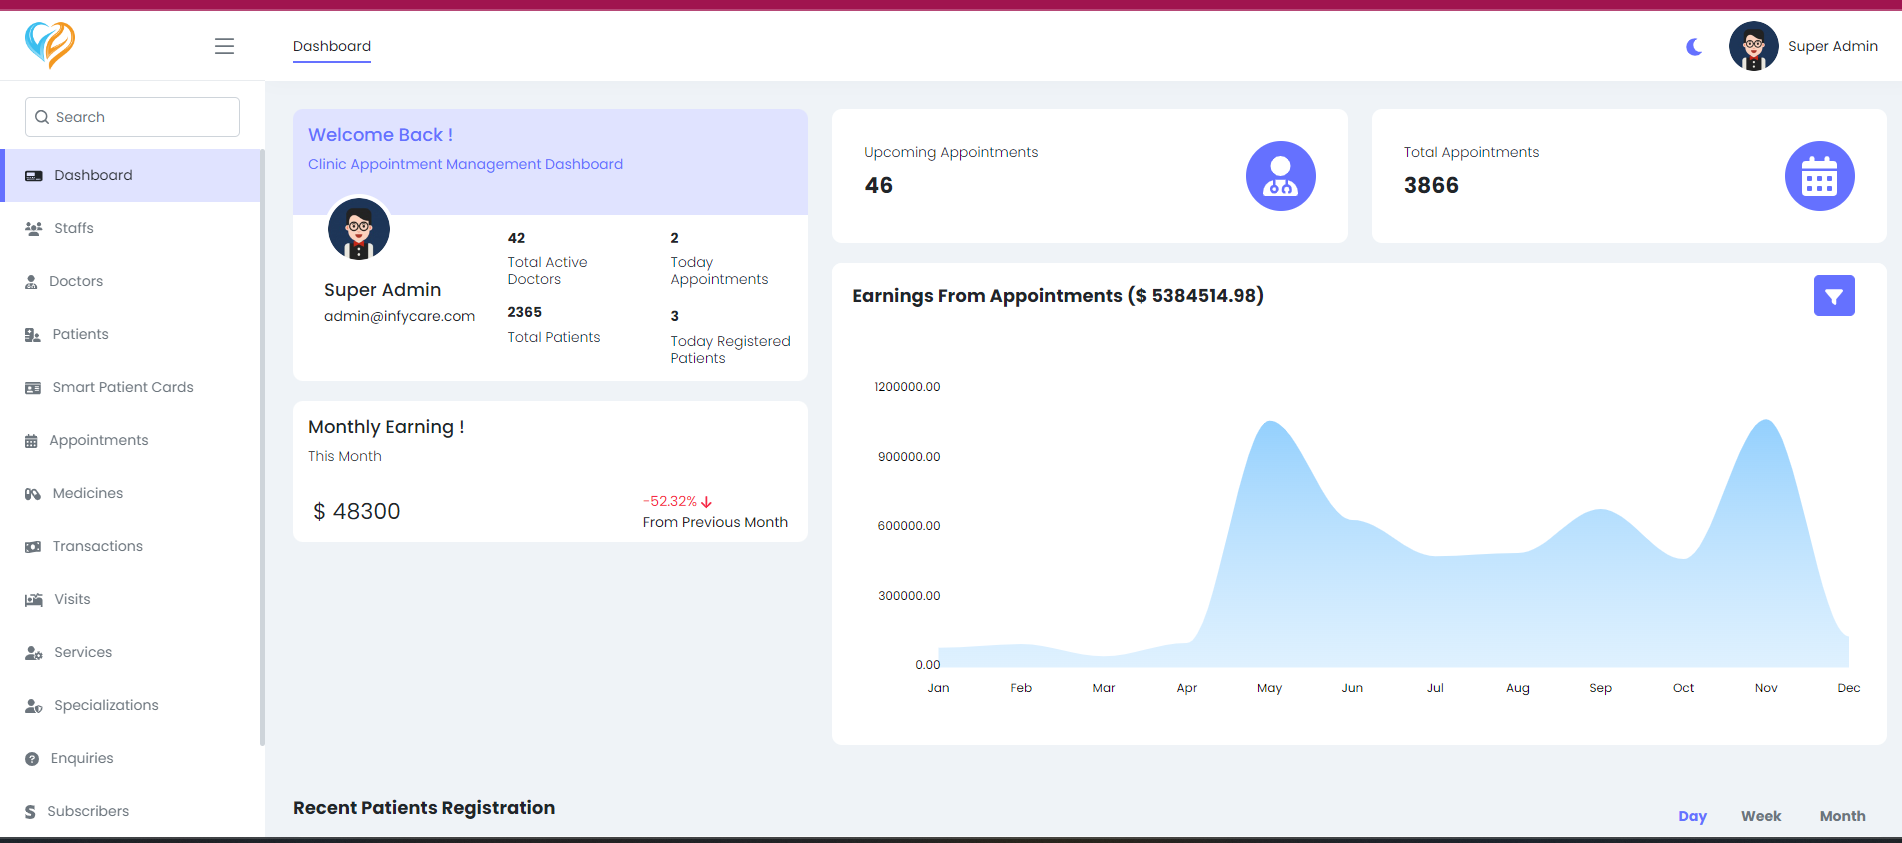 Dashboard
Super Admin
Search
Dashboard
Staffs
Doctors
Patients
Smart Patient Cards
Appointments
Medicines
Transactions
Visits
Services
Specializations
Enquiries
Subscribers
Welcome Back !
Clinic Appointment Management Dashboard
Super Admin
admin@infycare.com
42
Total Active
Doctors
2
Today
Appointments
2365
Total Patients
3
Today Registered
Patients
Monthly Earning !
This Month
$ 48300
-52.32%
From Previous Month
Upcoming Appointments
46
Total Appointments
3866
Earnings From Appointments ($ 5384514.98)
1200000.00
900000.00
600000.00
300000.00
0.00
Jan Feb Mar Apr May Jun Jul Aug Sep Oct Nov Dec
Recent Patients Registration
Day Week Month